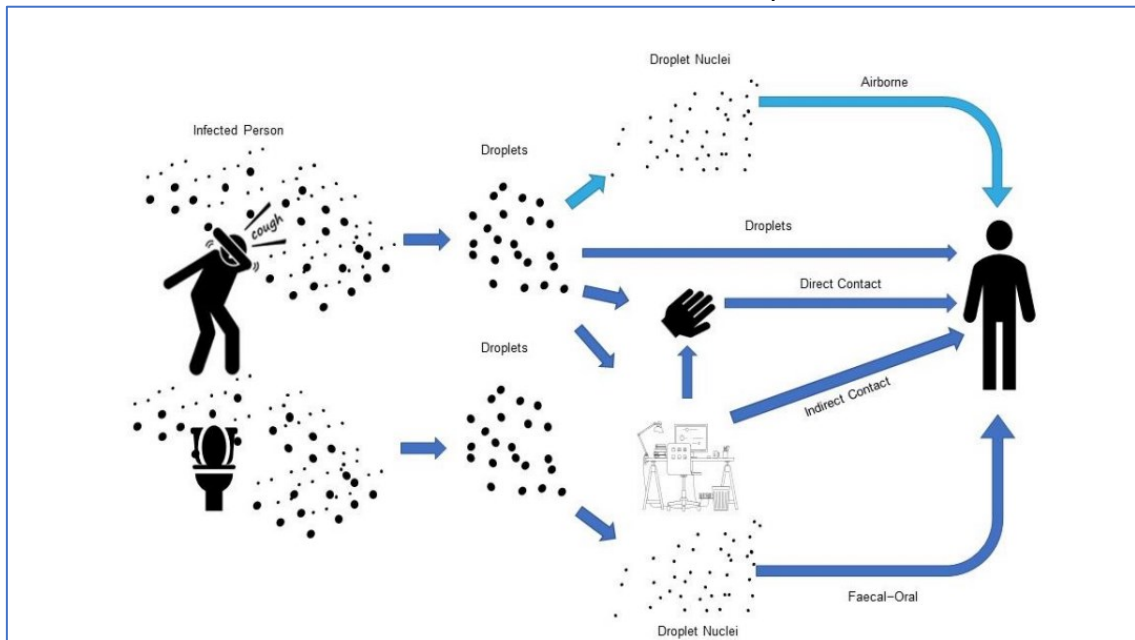 Droplet Nuclei
Airborne
Infected Person
Droplets
cough
Droplets
Direct Contact
Droplets
Indirect Contact
Faecal-Oral
Droplet Nuclei